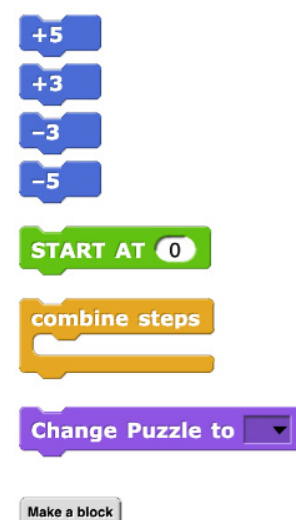 +5
+3
−3
−5
START AT 0
combine steps
Change Puzzle to
Make a block